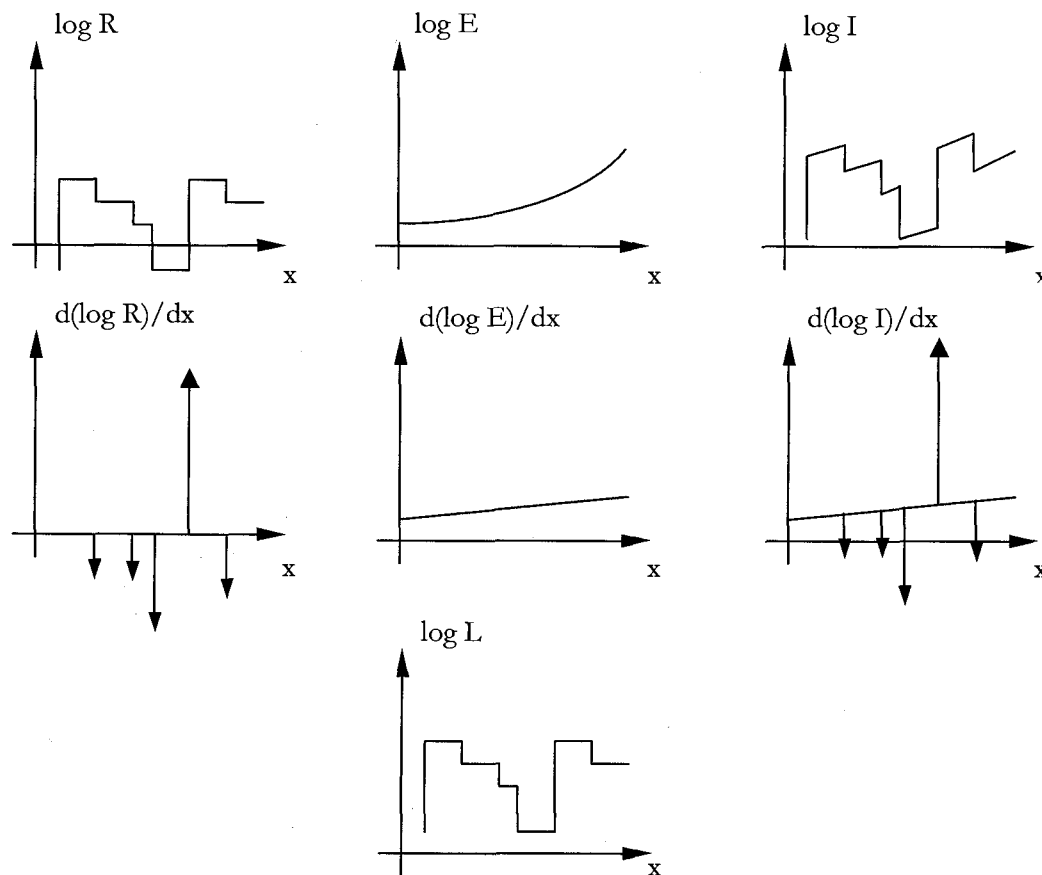 log R
log E
log I
x
x
x
d(log R)/dx
d(log E)/dx
d(log I)/dx
x
x
x
log L
x